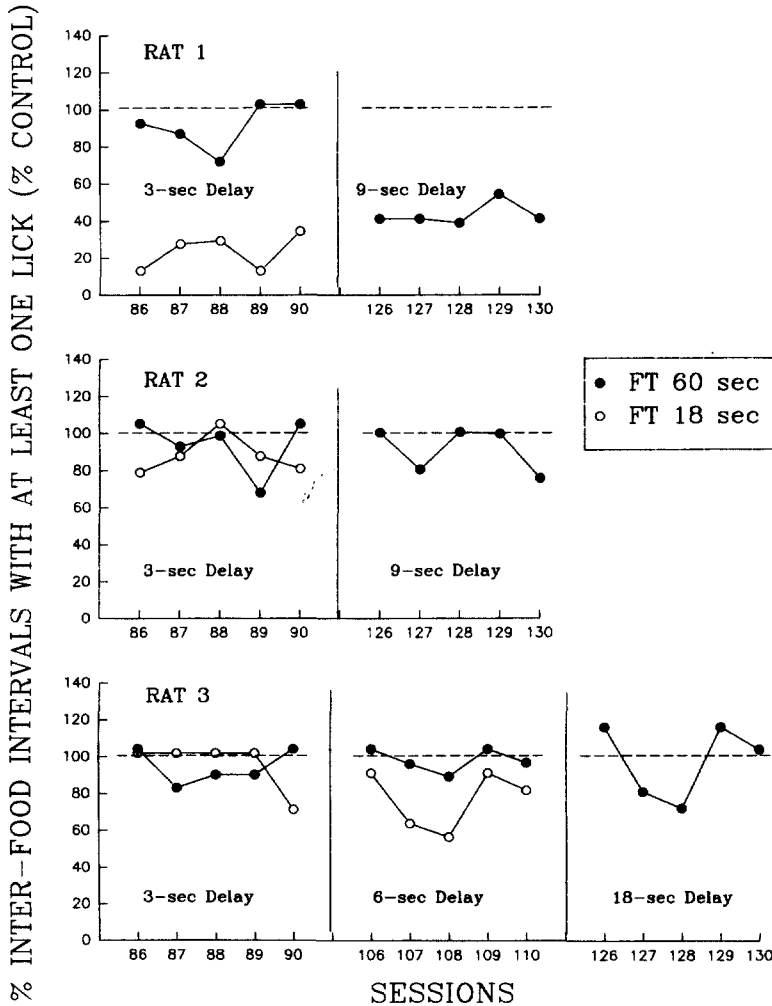 % INTER-FOOD INTERVALS WITH AT LEAST ONE LICK (% CONTROL)
RAT 1
140
120
100
80
60
40
20
0
3-sec Delay
9-sec Delay
86 87 88 89 90 126 127 128 129 130
RAT 2
140
120
100
80
60
40
20
0
3-sec Delay
9-sec Delay
86 87 88 89 90 126 127 128 129 130
● FT 60 sec
○ FT 18 sec
RAT 3
140
120
100
80
60
40
20
0
3-sec Delay
6-sec Delay
18-sec Delay
86 87 88 89 90 106 107 108 109 110 126 127 128 129 130
SESSIONS